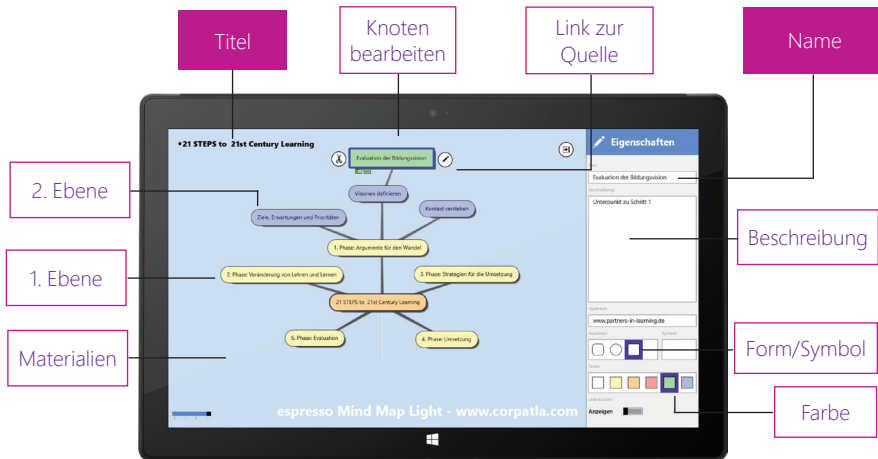 Titel
Knoten
bearbeiten
Link zur
Quelle
Name
•21 STEPS to 21st Century Learning
Evaluation der Bildungsvision
Visionen definieren
Ziele, Erwartungen und Prioritäten
Kontext verstehen
1. Phase: Argumente für den Wandel
2. Phase: Veränderung von Lehren und Lernen
3. Phase: Strategien für die Umsetzung
21 STEPS to 21st Century Learning
5. Phase: Evaluation
4. Phase: Umsetzung
espresso Mind Map Light - www.corpatla.com
2. Ebene
1. Ebene
Materialien
Eigenschaften
Evaluation der Bildungsvision
Beschreibung
Unterpunkt zu Schritt 1
www.partners-in-learning.de
Symbol
Farbe
Anzeigen
Beschreibung
Form/Symbol
Farbe